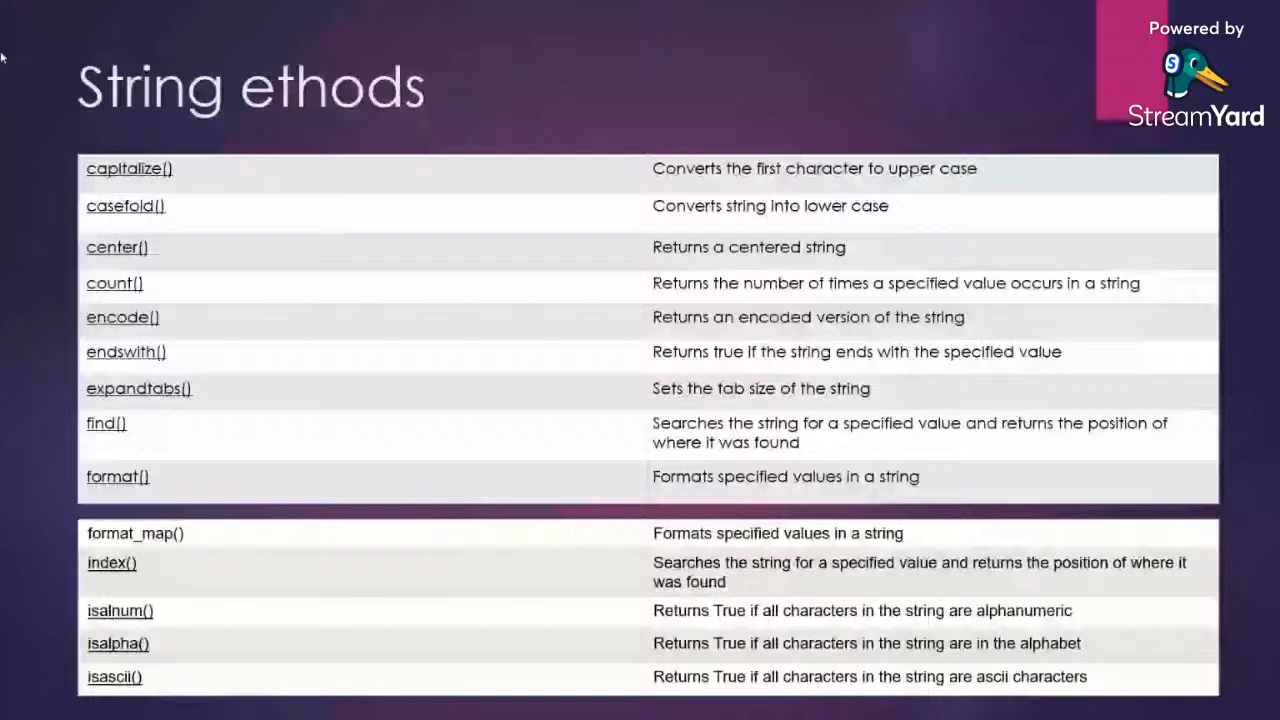 Powered by
S
StreamYard
String ethods
capitalize() Converts the first character to upper case
casefold() Converts string into lower case
center() Returns a centered string
count() Returns the number of times a specified value occurs in a string
encode() Returns an encoded version of the string
endswith() Returns true if the string ends with the specified value
expandtabs() Sets the tab size of the string
find() Searches the string for a specified value and returns the position of
where it was found
format() Formats specified values in a string
format_map() Formats specified values in a string
index() Searches the string for a specified value and returns the position of where it
was found
isalnum() Returns True if all characters in the string are alphanumeric
isalpha() Returns True if all characters in the string are in the alphabet
isascii() Returns True if all characters in the string are ascii characters